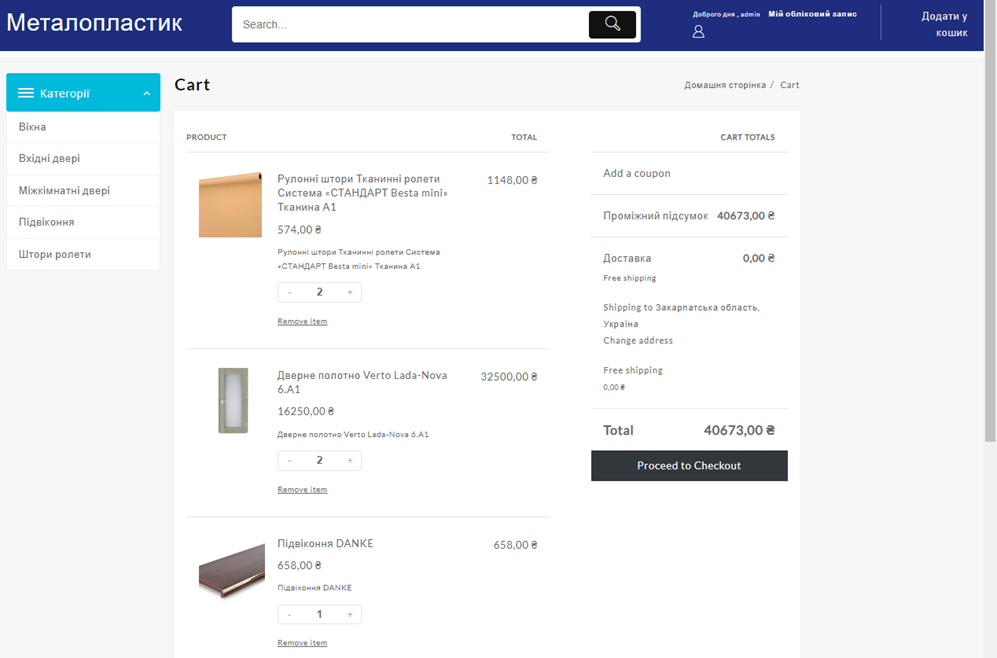 Металопластик
Search...
Доброго дня , admin
Мій обліковий запис
Додати у
кошик
Категорії
Вікна
Вхідні двері
Міжкімнатні двері
Підвіконня
Штори ролети
Cart
Домашня сторінка / Cart
PRODUCT
TOTAL
Рулонні штори Тканинні ролети
Система «СТАНДАРТ Besta mini»
Тканина А1
1148,00 ₴
574,00 ₴
Рулонні штори Тканинні ролети Система
«СТАНДАРТ Besta mini» Тканина А1
- 2 +
Remove item
Дверне полотно Verto Lada-Nova
6.A1
32500,00 ₴
16250,00 ₴
Дверне полотно Verto Lada-Nova 6.A1
- 2 +
Remove item
Підвіконня DANKE
658,00 ₴
658,00 ₴
Підвіконня DANKE
- 1 +
Remove item
CART TOTALS
Add a coupon
Проміжний підсумок 40673,00 ₴
Доставка 0,00 ₴
Free shipping
Shipping to Закарпатська область,
Україна
Change address
Free shipping
0,00 ₴
Total 40673,00 ₴
Proceed to Checkout